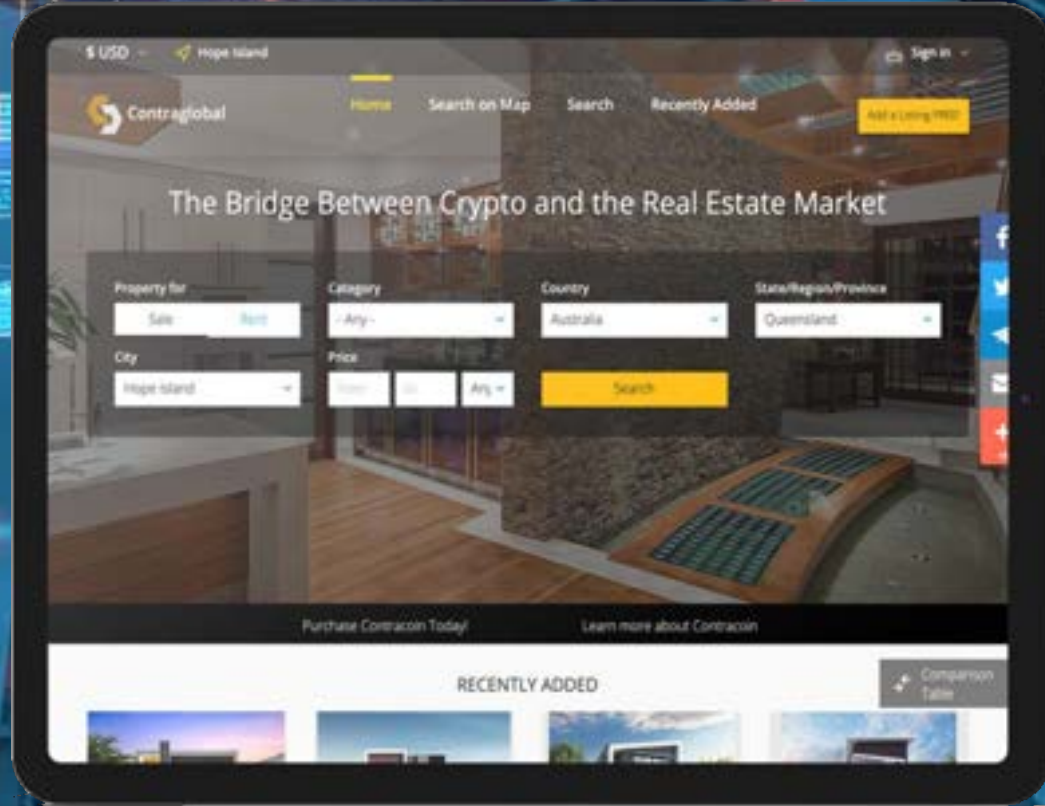 $ USD
Hope Island
Sign in
Contraglobal
Home
Search on Map
Search
Recently Added
Add a Listing FREE!
The Bridge Between Crypto and the Real Estate Market
Property for
Category
Country
State/Region/Province
Sale
Rent
- Any -
Australia
Queensland
City
Price
Hope Island
Any
Search
Purchase Contracoin Today!
Learn more about Contracoin
RECENTLY ADDED
Comparison
Table